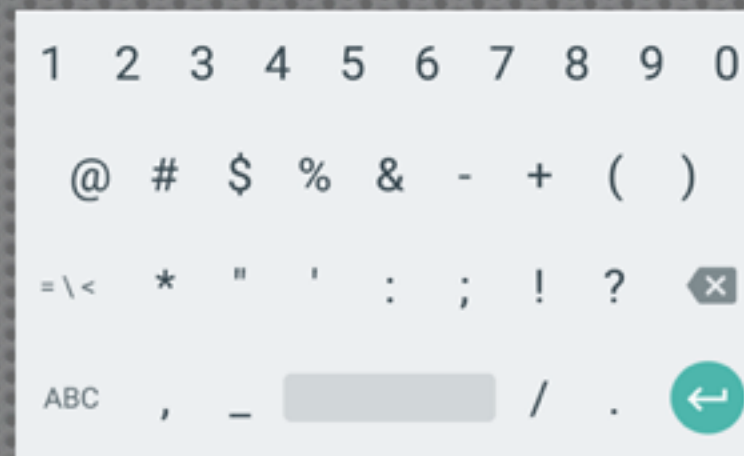 1 2 3 4 5 6 7 8 9 0
@ # $ % & - + ( )
= \ < * " ' : ; ! ?
ABC , _ / .